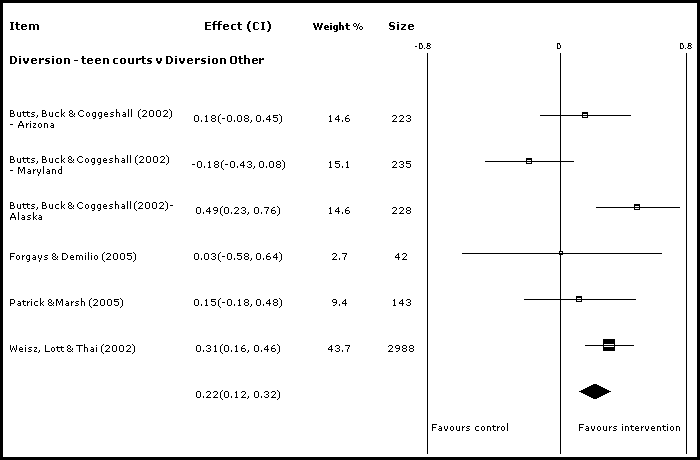 Item Effect (CI) Weight % Size
-0.8 0 0.8
Diversion - teen courts v Diversion Other
Butts, Buck & Coggeshall (2002)
- Arizona 0.18(-0.08, 0.45) 14.6 223
Butts, Buck & Coggeshall (2002)
- Maryland -0.18(-0.43, 0.08) 15.1 235
Butts, Buck & Coggeshall(2002)-
Alaska 0.49(0.23, 0.76) 14.6 228
Forgays & Demilio (2005) 0.03(-0.58, 0.64) 2.7 42
Patrick &Marsh (2005) 0.15(-0.18, 0.48) 9.4 143
Weisz, Lott & Thai (2002) 0.31(0.16, 0.46) 43.7 2988
0.22(0.12, 0.32)
Favours control Favours intervention